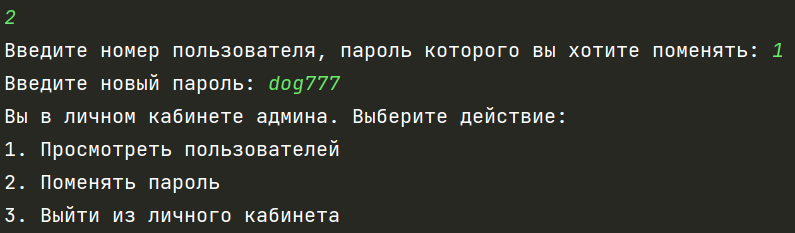 2
Введите номер пользователя, пароль которого вы хотите поменять: 1
Введите новый пароль: dog777
Вы в личном кабинете админа. Выберите действие:
1. Просмотреть пользователей
2. Поменять пароль
3. Выйти из личного кабинета